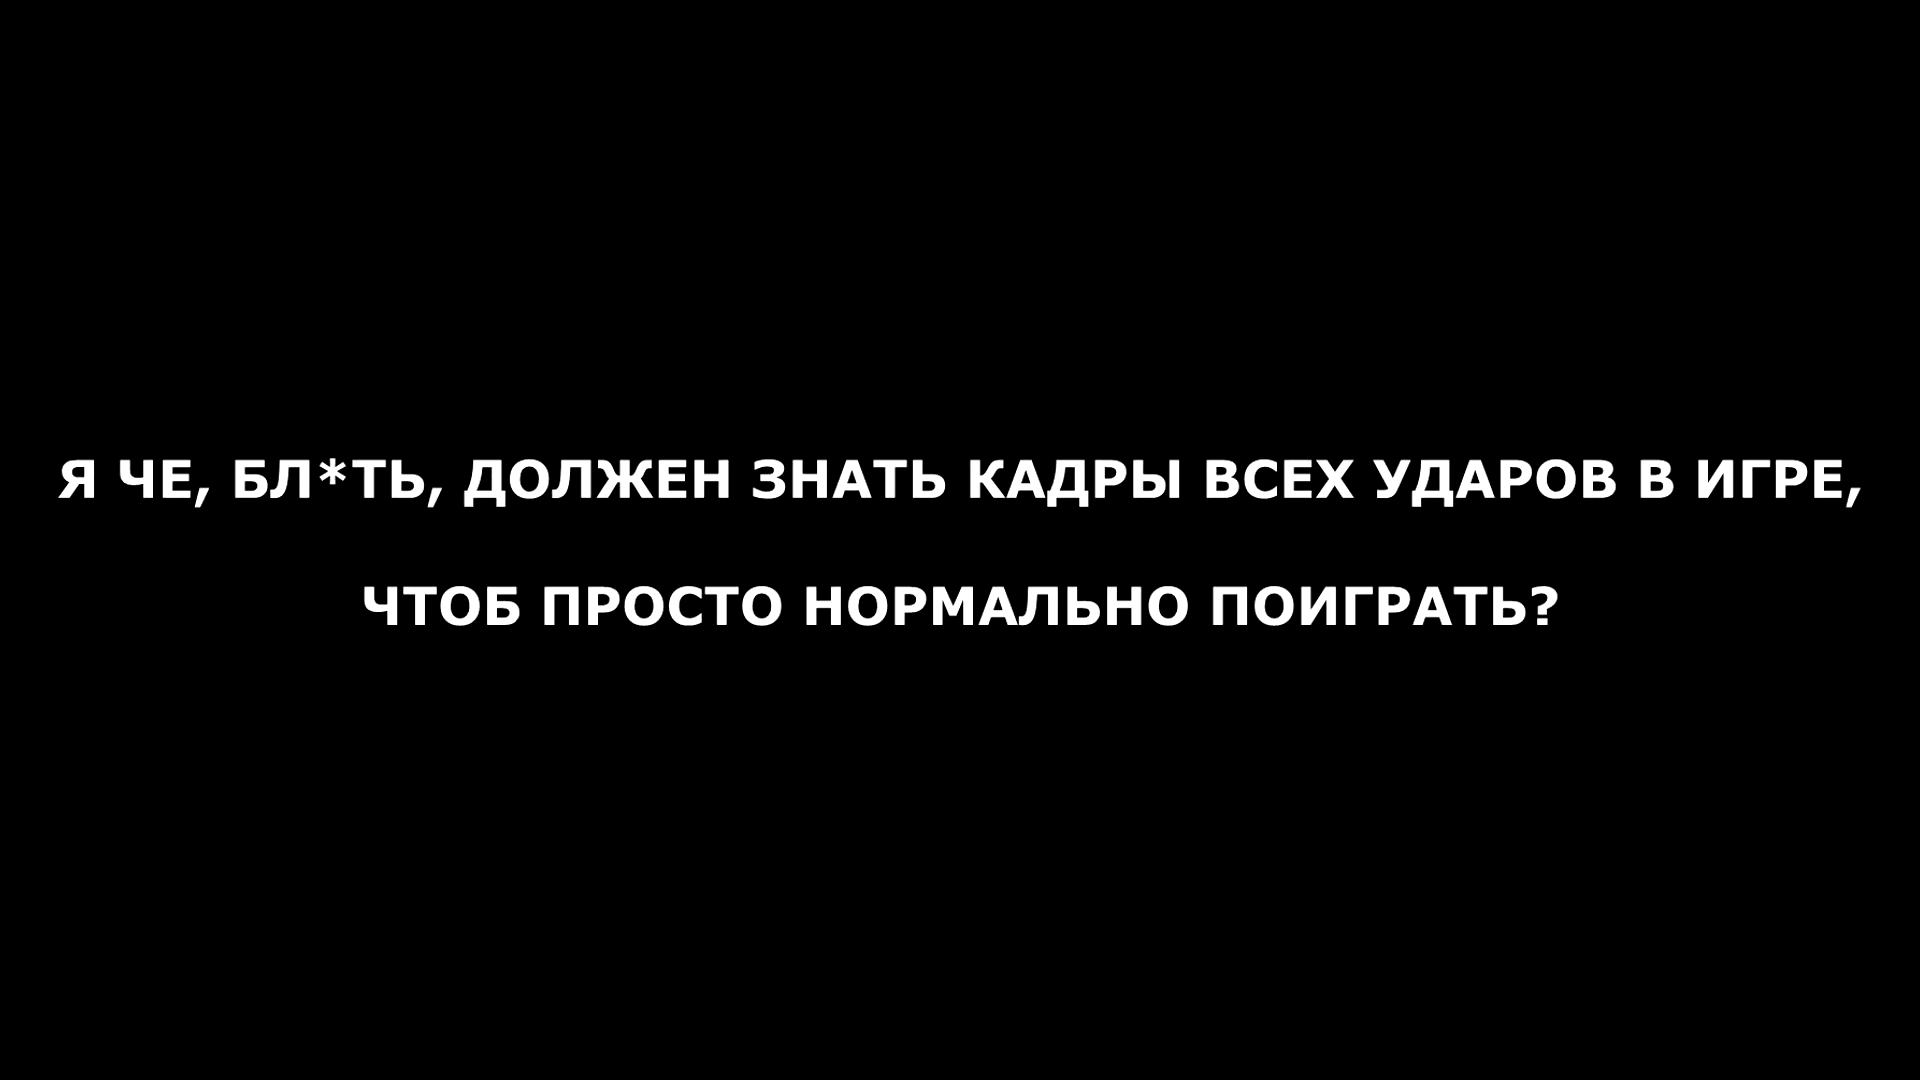 Я ЧЕ, БЛ*ТЬ, ДОЛЖЕН ЗНАТЬ КАДРЫ ВСЕХ УДАРОВ В ИГРЕ,
ЧТОБ ПРОСТО НОРМАЛЬНО ПОИГРАТЬ?